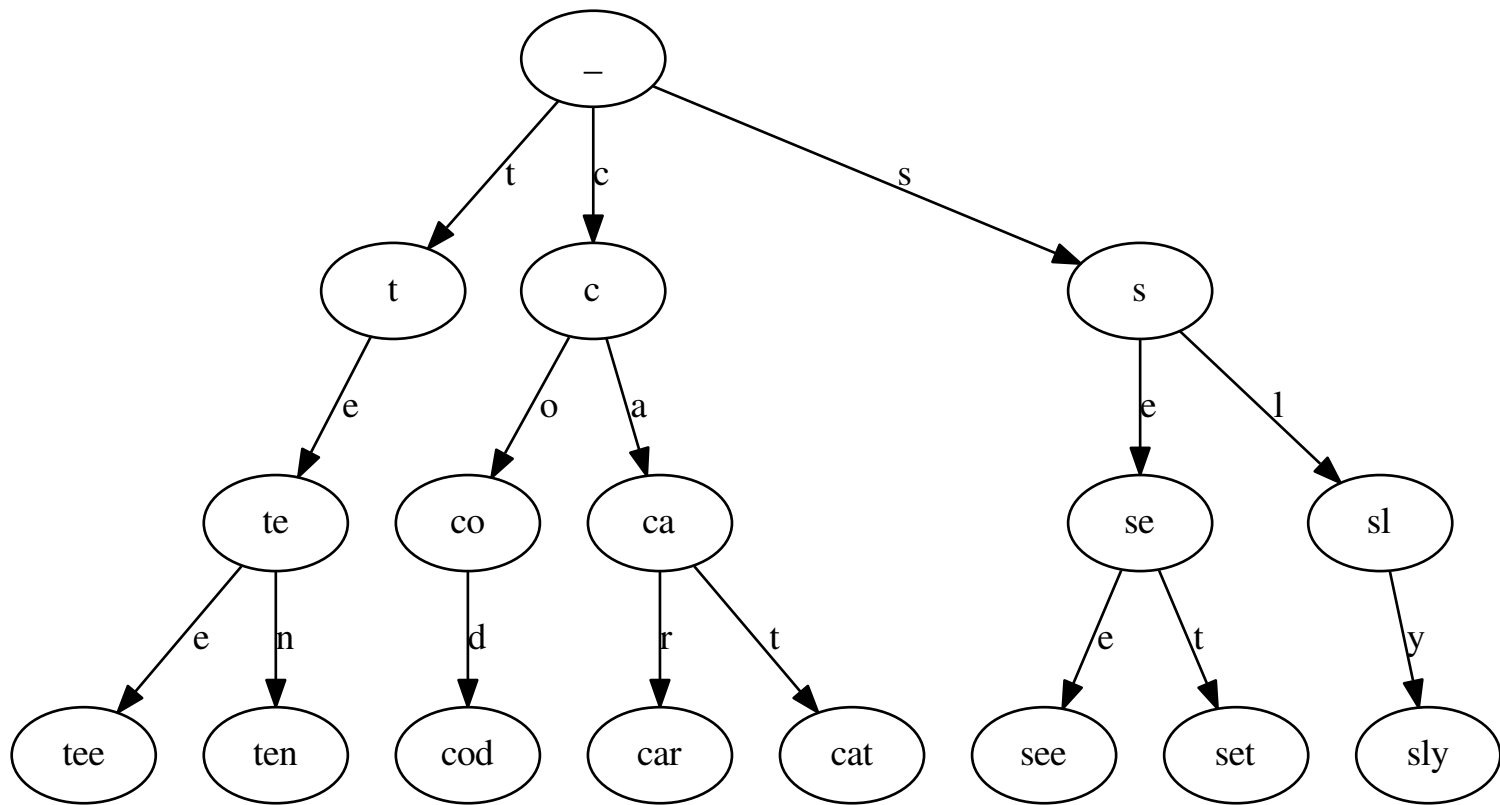 _
t c s
t c s
e o a e l
te co ca se sl
e n d r t e t y
tee ten cod car cat see set sly